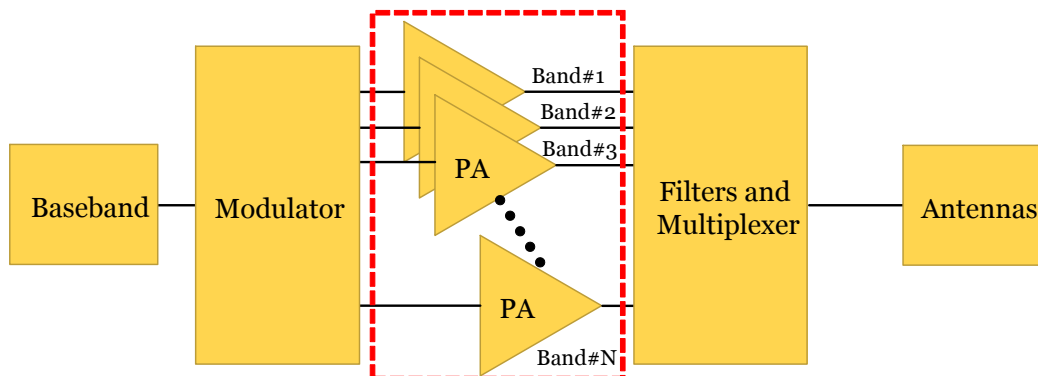 Band#1
Band#2
Band#3
PA
Baseband
Modulator
Filters and
Multiplexer
Antennas
PA
Band#N